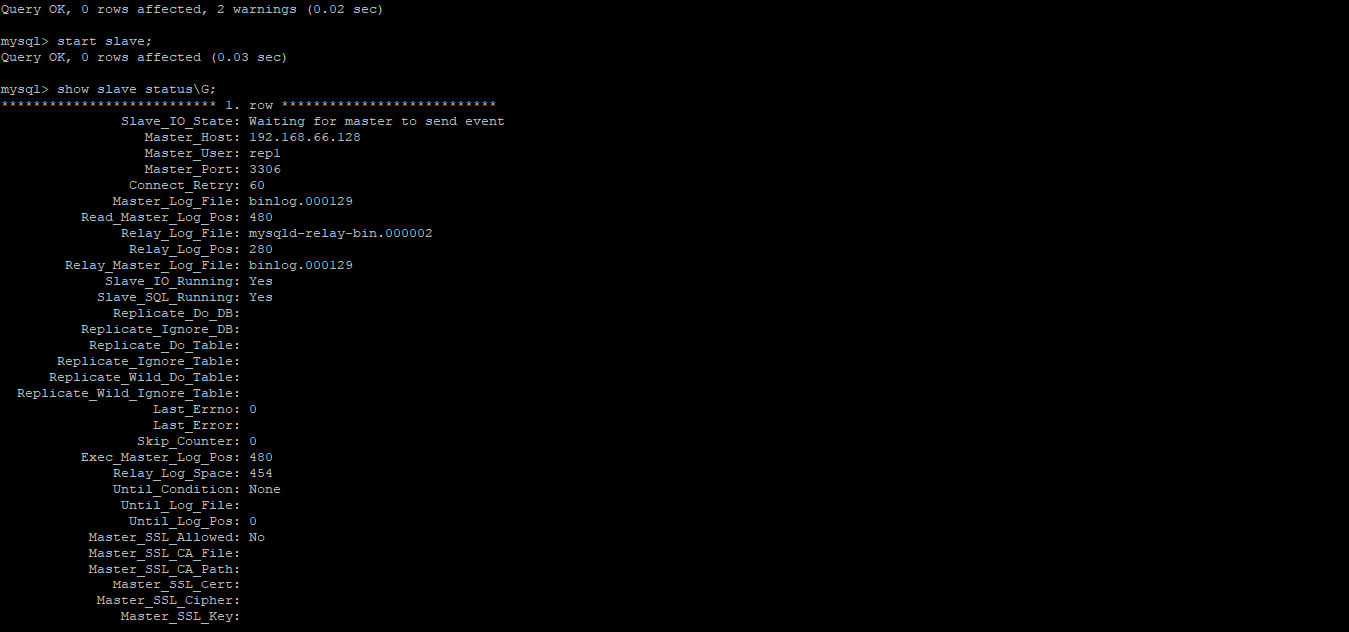 Query OK, 0 rows affected, 2 warnings (0.02 sec)
mysql> start slave;
Query OK, 0 rows affected (0.03 sec)
mysql> show slave status\G;
*************************** 1. row ***************************
Slave_IO_State: Waiting for master to send event
Master_Host: 192.168.66.128
Master_User: repl
Master_Port: 3306
Connect_Retry: 60
Master_Log_File: binlog.000129
Read_Master_Log_Pos: 480
Relay_Log_File: mysqld-relay-bin.000002
Relay_Log_Pos: 280
Relay_Master_Log_File: binlog.000129
Slave_IO_Running: Yes
Slave_SQL_Running: Yes
Replicate_Do_DB:
Replicate_Ignore_DB:
Replicate_Do_Table:
Replicate_Ignore_Table:
Replicate_Wild_Do_Table:
Replicate_Wild_Ignore_Table:
Last_Errno: 0
Last_Error:
Skip_Counter: 0
Exec_Master_Log_Pos: 480
Relay_Log_Space: 454
Until_Condition: None
Until_Log_File:
Until_Log_Pos: 0
Master_SSL_Allowed: No
Master_SSL_CA_File:
Master_SSL_CA_Path:
Master_SSL_Cert:
Master_SSL_Cipher:
Master_SSL_Key: